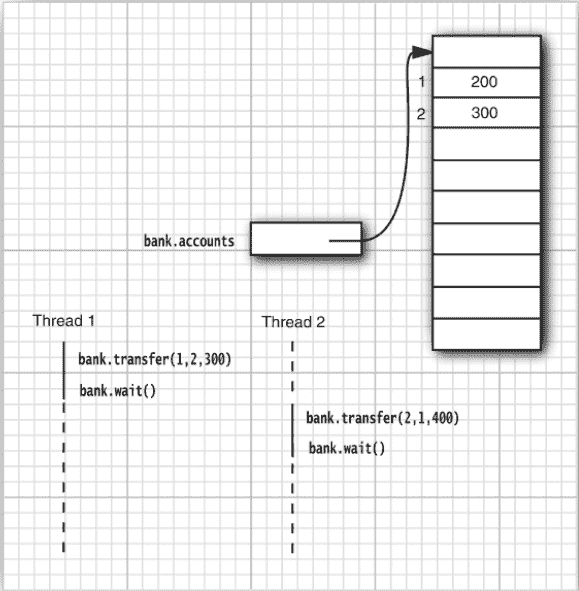 1 200
2 300
bank.accounts
Thread 1
Thread 2
bank.transfer(1,2,300)
bank.wait()
bank.transfer(2,1,400)
bank.wait()